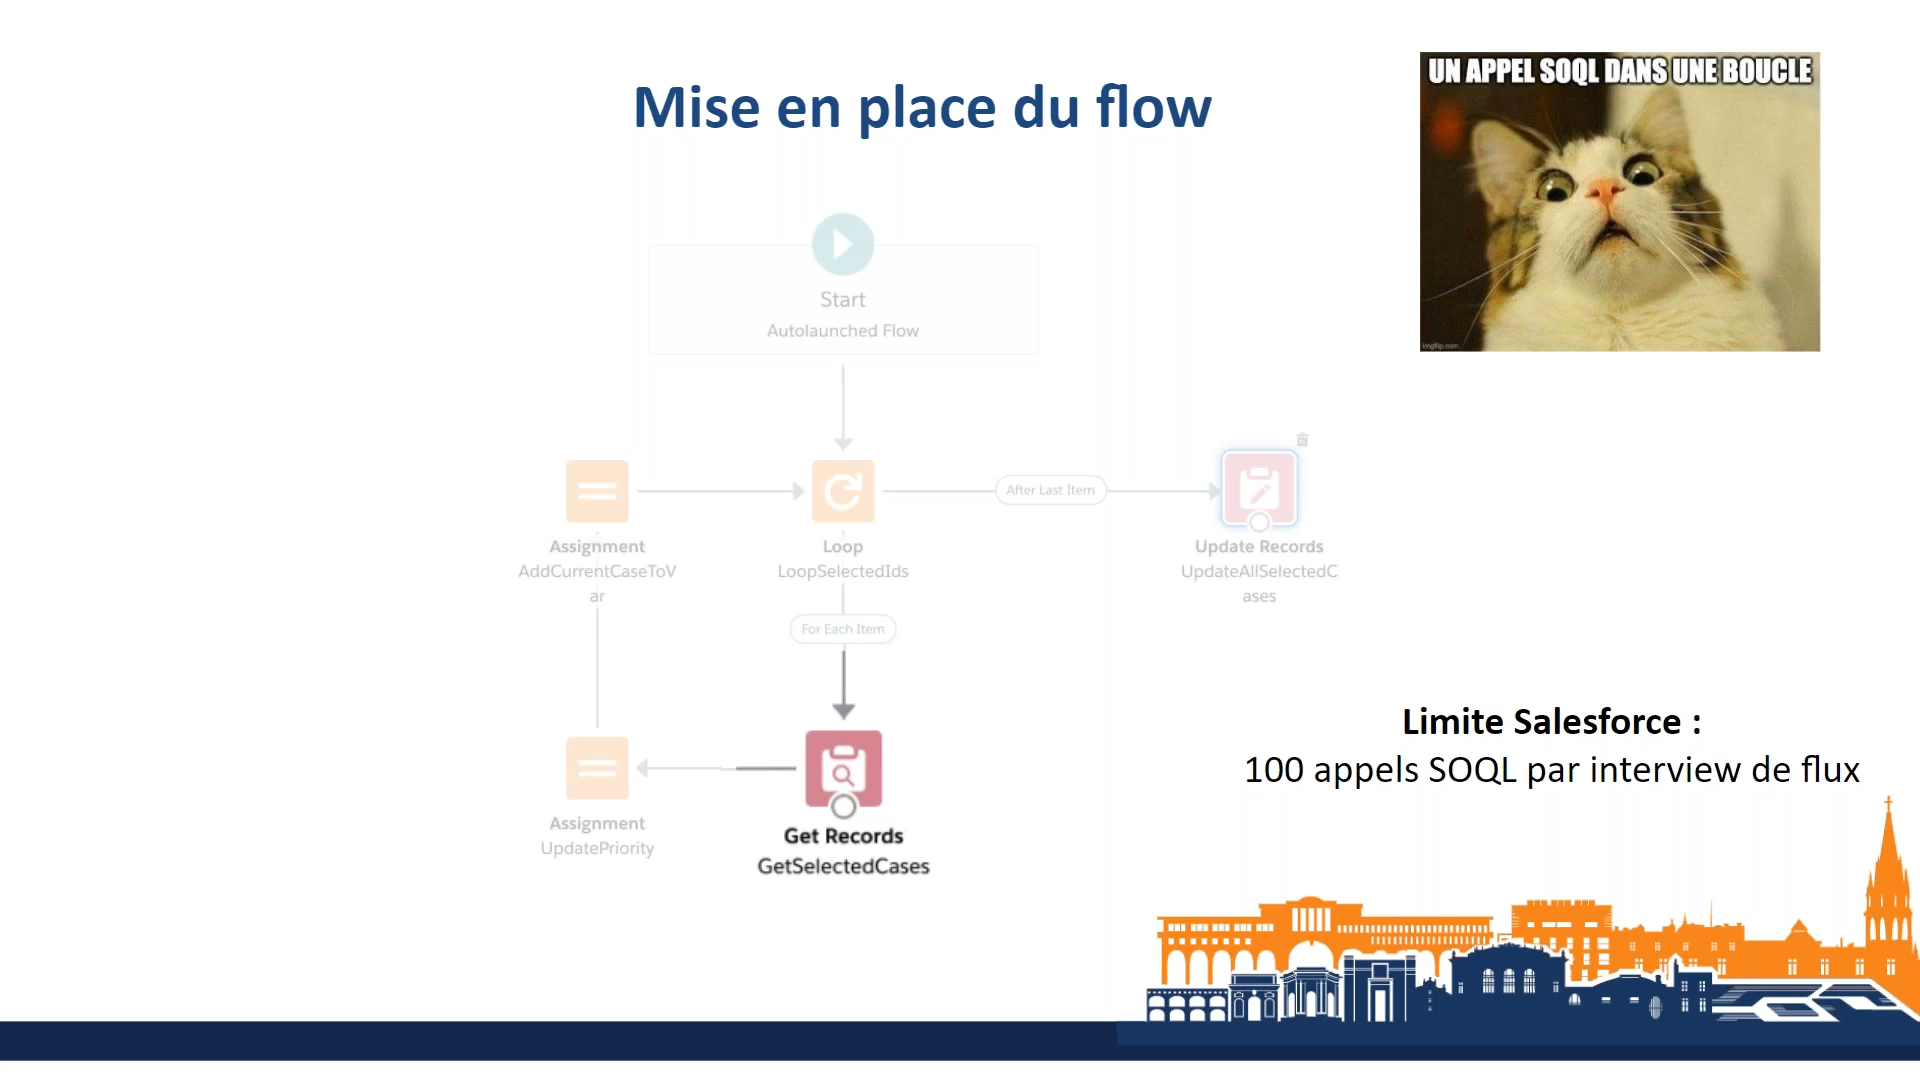 Mise en place du flow
UN APPEL SOQL DANS UNE BOUCLE
imgflip.com
Start
Autolaunched Flow
Assignment
AddCurrentCaseToV
ar
Loop
LoopSelectedIds
After Last Item
Update Records
UpdateAllSelectedC
ases
For Each Item
Assignment
UpdatePriority
Get Records
GetSelectedCases
Limite Salesforce :
100 appels SOQL par interview de flux